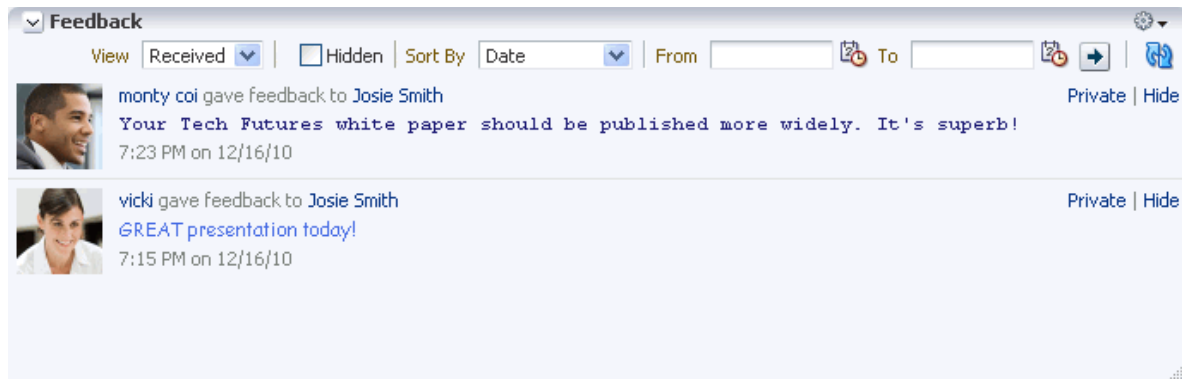 Feedback
View Received Hidden Sort By Date From To
monty coi gave feedback to Josie Smith Private | Hide
Your Tech Futures white paper should be published more widely. It's superb!
7:23 PM on 12/16/10
vicki gave feedback to Josie Smith Private | Hide
GREAT presentation today!
7:15 PM on 12/16/10